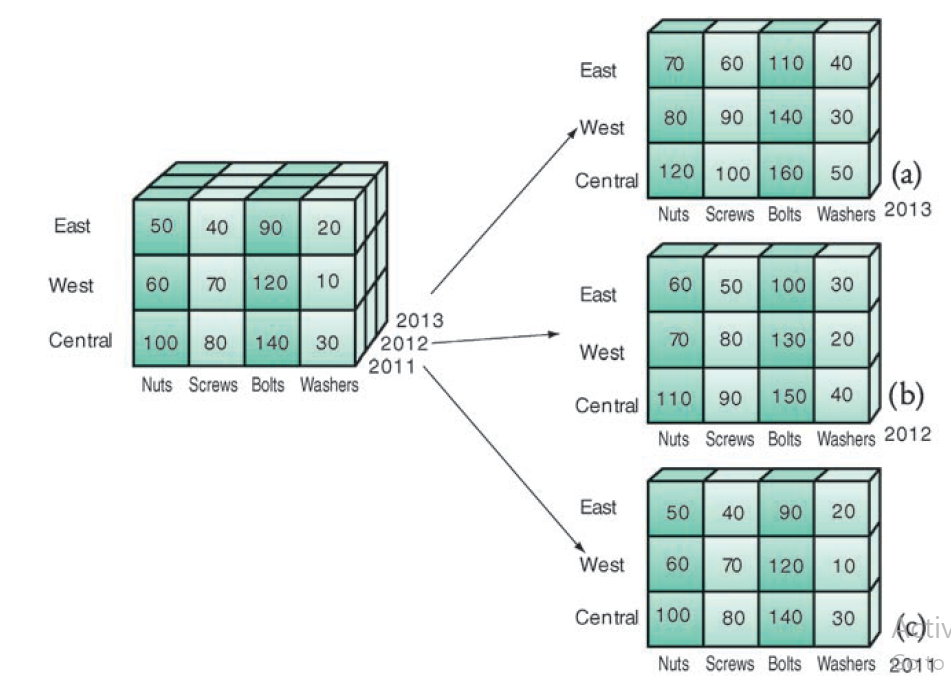 East 50 40 90 20
West 60 70 120 10
Central 100 80 140 30
Nuts Screws Bolts Washers
2013
2012
2011
East 70 60 110 40
West 80 90 140 30
Central 120 100 160 50 (a)
Nuts Screws Bolts Washers 2013
East 60 50 100 30
West 70 80 130 20
Central 110 90 150 40 (b)
Nuts Screws Bolts Washers 2012
East 50 40 90 20
West 60 70 120 10
Central 100 80 140 30 (c)
Nuts Screws Bolts Washers 2011